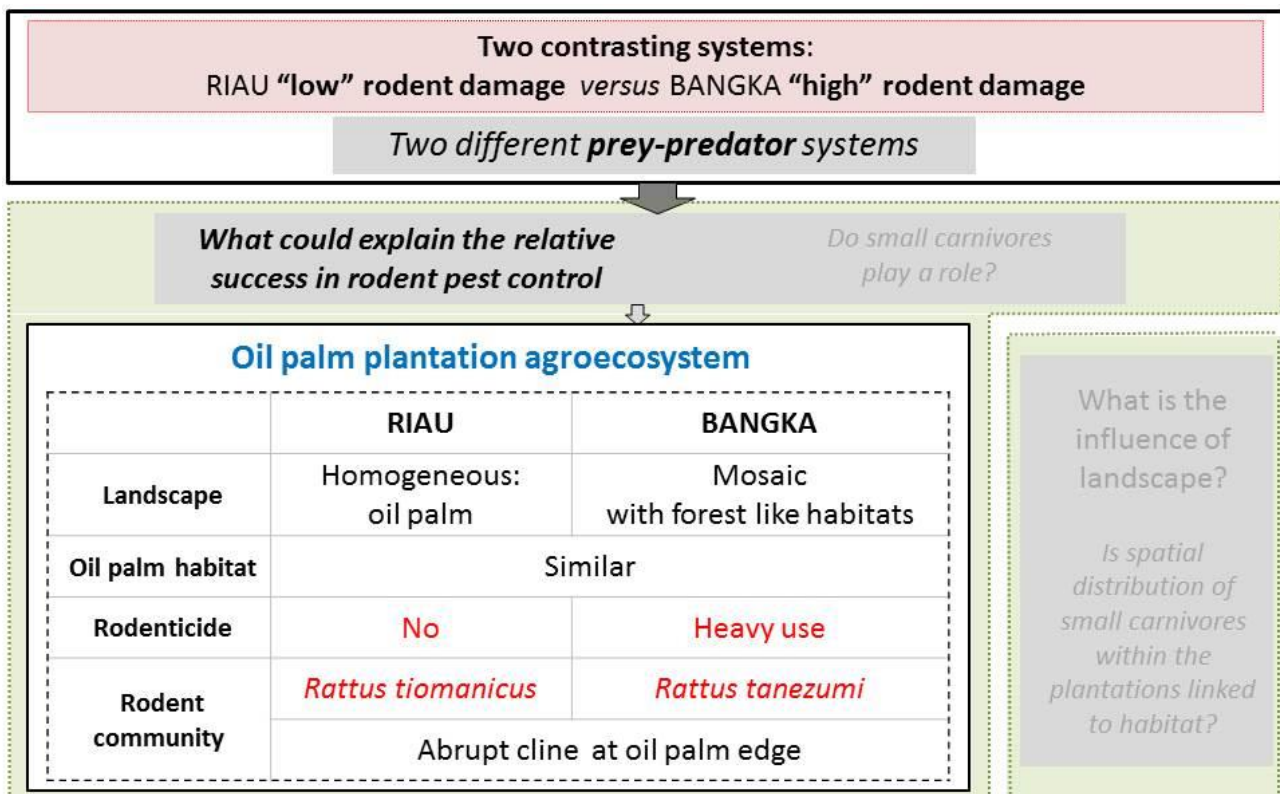 Two contrasting systems:
RIAU “low” rodent damage versus BANGKA “high” rodent damage
Two different prey-predator systems
What could explain the relative
success in rodent pest control
Do small carnivores
play a role?
Oil palm plantation agroecosystem
RIAU
BANGKA
Landscape
Homogeneous:
oil palm
Mosaic
with forest like habitats
Oil palm habitat
Similar
Rodenticide
No
Heavy use
Rodent
community
Rattus tiomanicus
Rattus tanezumi
Abrupt cline at oil palm edge
What is the
influence of
landscape?
Is spatial
distribution of
small carnivores
within the
plantations linked
to habitat?